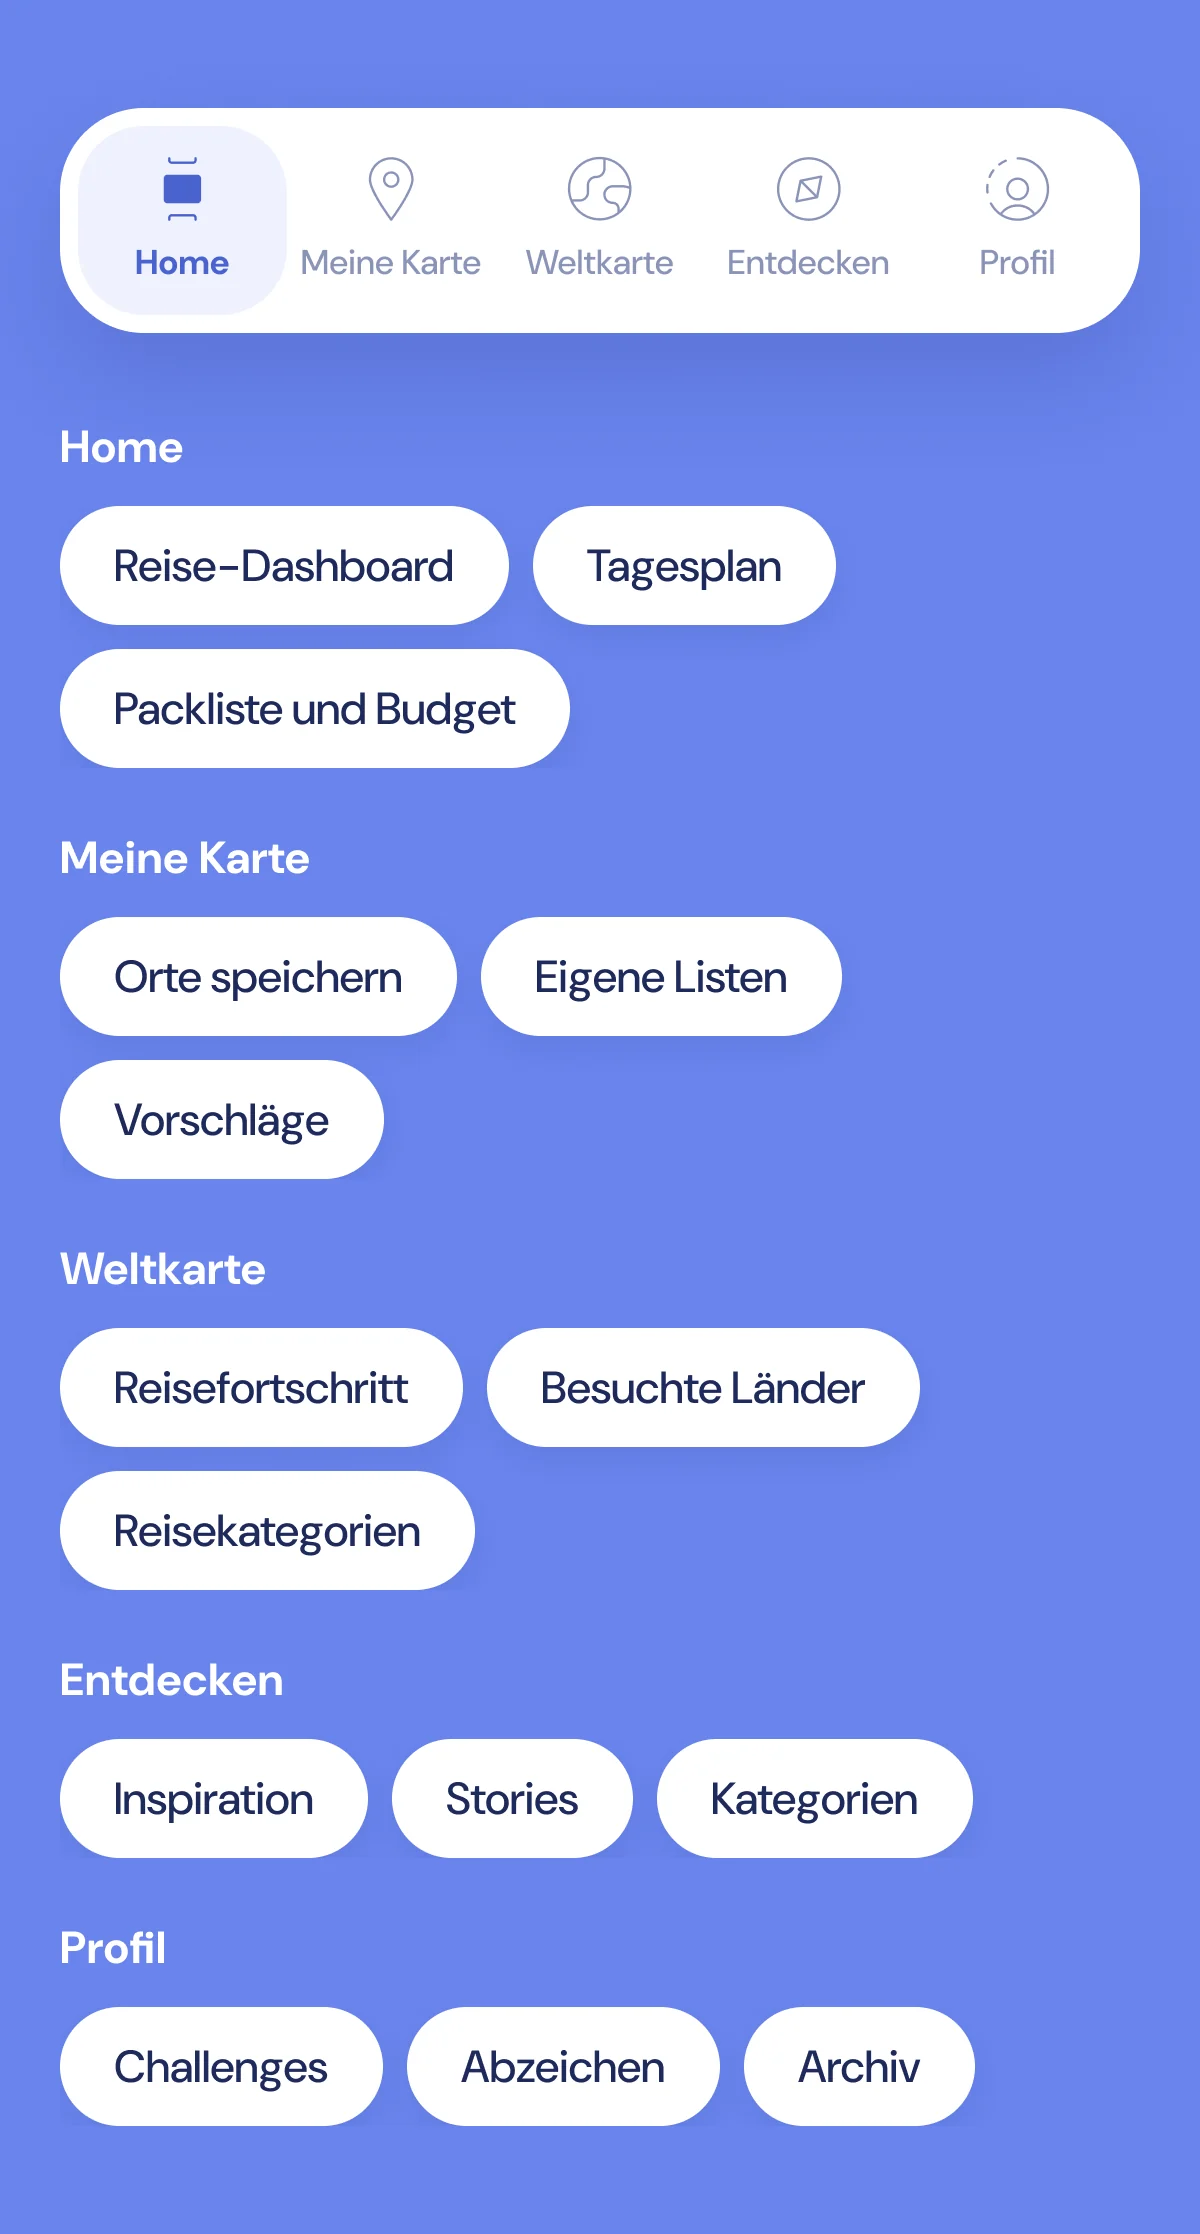 Home
Meine Karte
Weltkarte
Entdecken
Profil
Home
Reise-Dashboard
Tagesplan
Packliste und Budget
Meine Karte
Orte speichern
Eigene Listen
Vorschläge
Weltkarte
Reisefortschritt
Besuchte Länder
Reisekategorien
Entdecken
Inspiration
Stories
Kategorien
Profil
Challenges
Abzeichen
Archiv